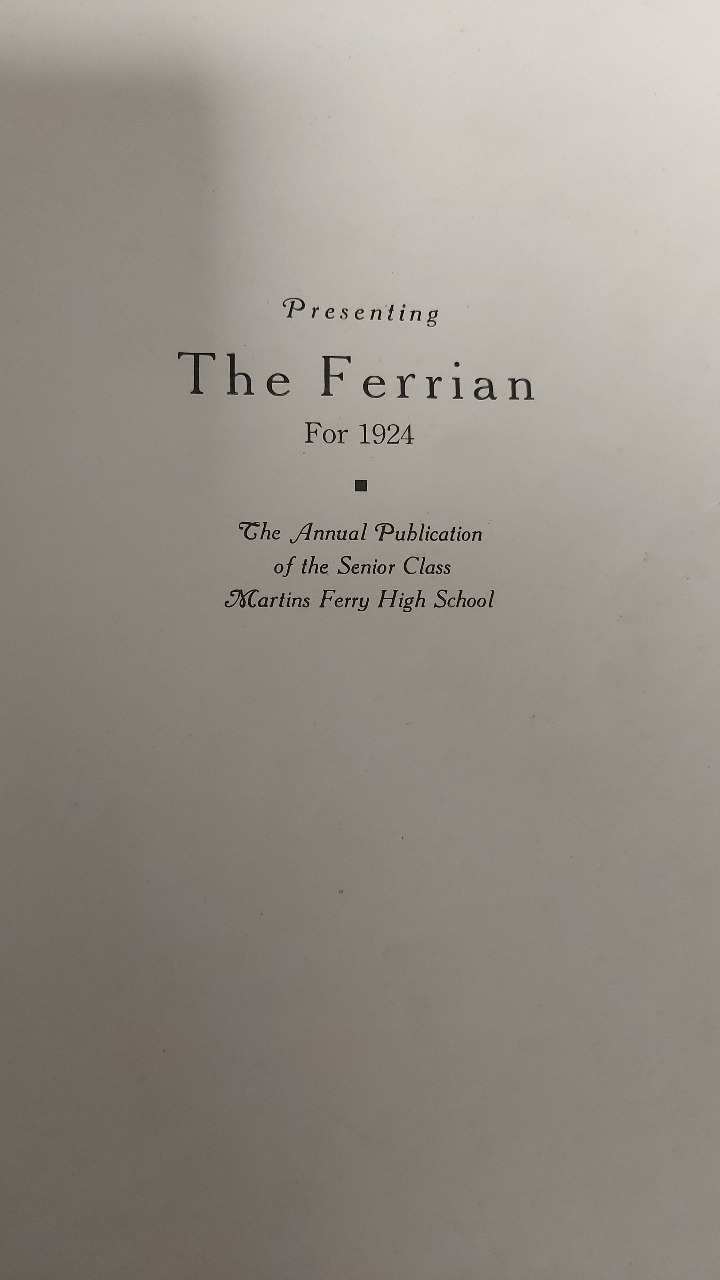 Presenting
The Ferrian
For 1924
The Annual Publication
of the Senior Class
Martins Ferry High School